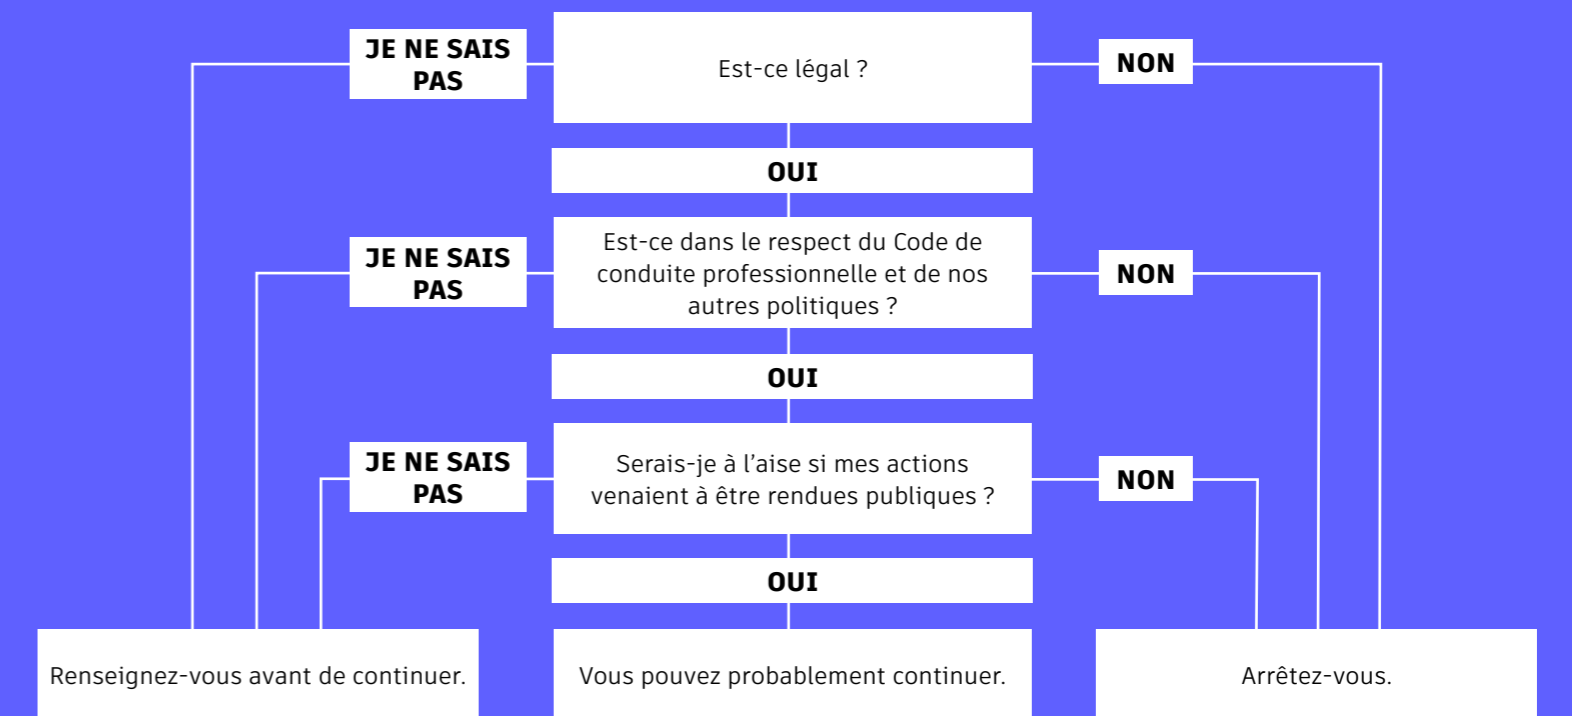 JE NE SAIS
PAS
Est-ce légal ?
NON
OUI
JE NE SAIS
PAS
Est-ce dans le respect du Code de
conduite professionnelle et de nos
autres politiques ?
NON
OUI
JE NE SAIS
PAS
Serais-je à l’aise si mes actions
venaient à être rendues publiques ?
NON
OUI
Renseignez-vous avant de continuer.
Vous pouvez probablement continuer.
Arrêtez-vous.